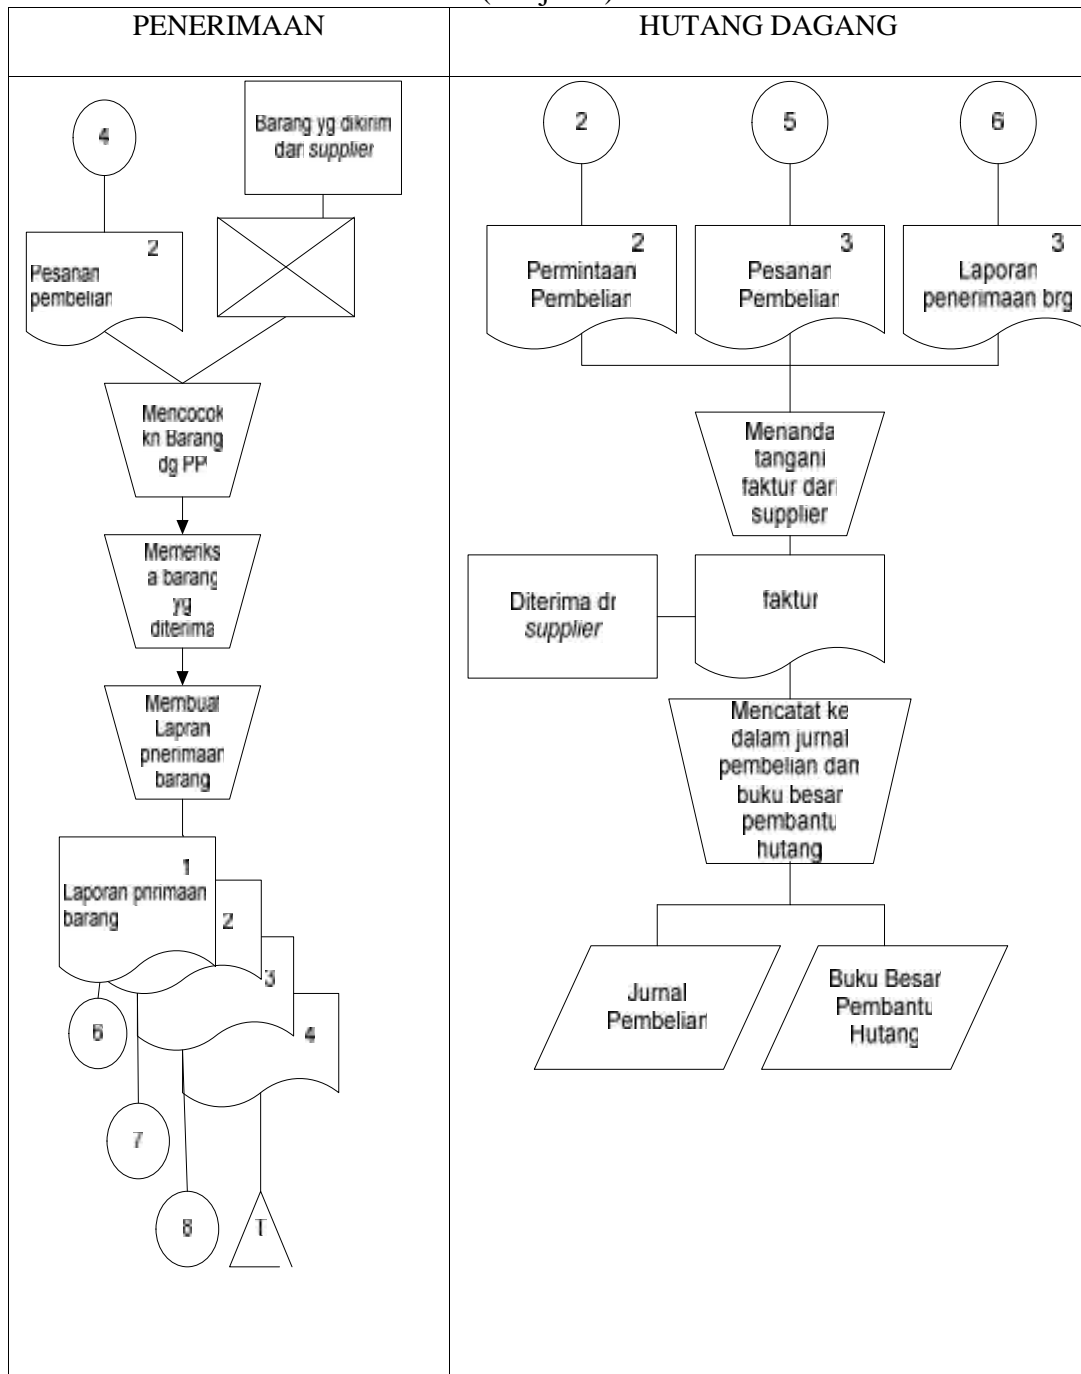 PENERIMAAN
HUTANG DAGANG
4
Barang yg dikirim
dari supplier
2
Pesanan
pembelian
Mencocok
kn Barang
dg PP
Memeriks
a barang
yg
diterima
Membuat
Lapran
pnerimaan
barang
1
Laporan pnrimaan
barang
2
3
4
6
7
8
T
2
5
6
2
Permintaan
Pembelian
3
Pesanan
Pembelian
3
Laporan
penerimaan brg
Menanda
tangani
faktur dari
supplier
Diterima dr
supplier
faktur
Mencatat ke
dalam jurnal
pembelian dan
buku besar
pembantu
hutang
Jurnal
Pembelian
Buku Besar
Pembantu
Hutang